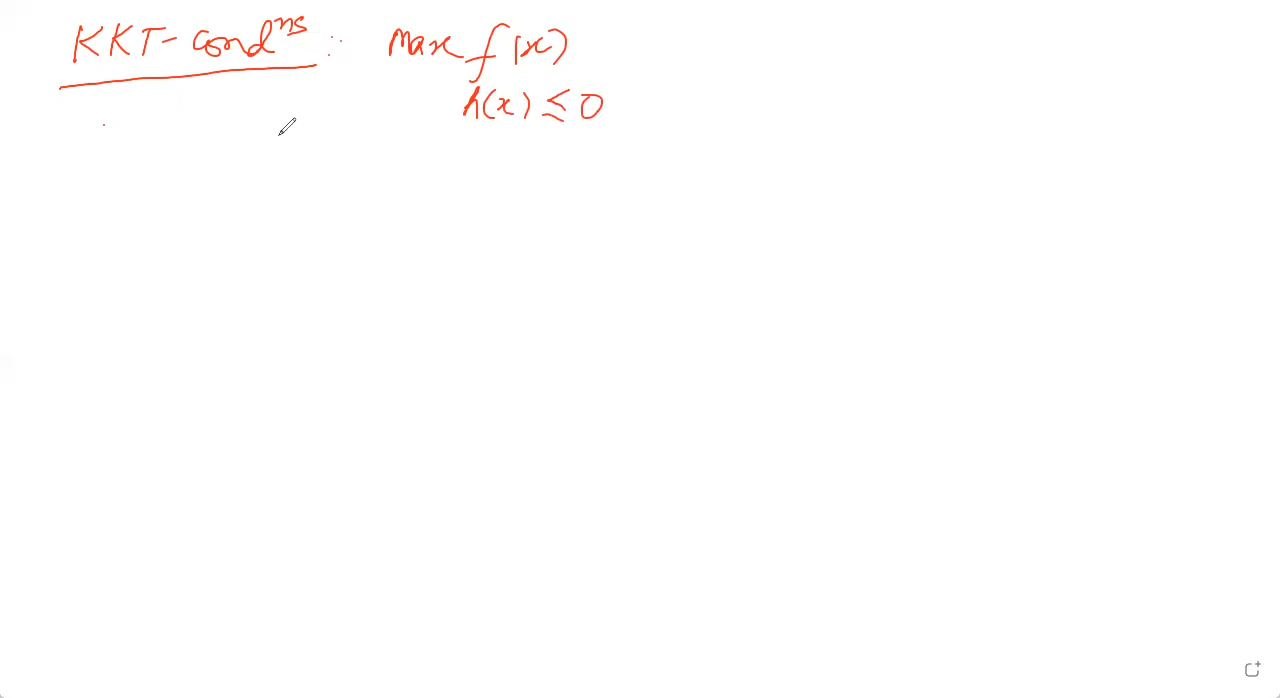 KKT-condⁿˢ : Max f(x)
h(x) ≤ 0